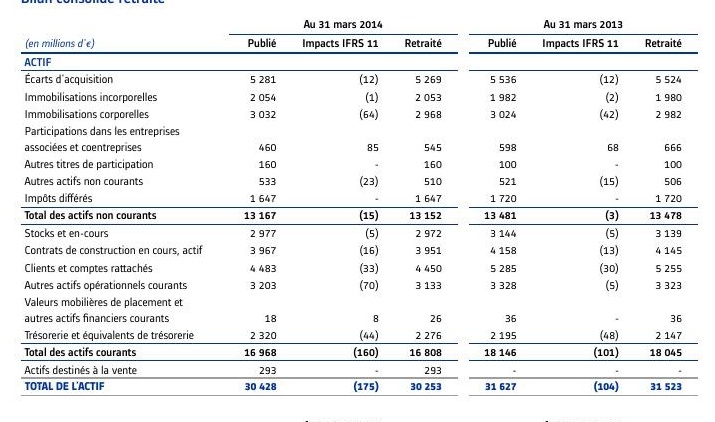 Bilan consolidé retraité
Au 31 mars 2014 Au 31 mars 2013
(en millions d'€) Publié Impacts IFRS 11 Retraité Publié Impacts IFRS 11 Retraité
ACTIF
Écarts d'acquisition 5 281 (12) 5 269 5 536 (12) 5 524
Immobilisations incorporelles 2 054 (1) 2 053 1 982 (2) 1 980
Immobilisations corporelles 3 032 (64) 2 968 3 024 (42) 2 982
Participations dans les entreprises
associées et coentreprises 460 85 545 598 68 666
Autres titres de participation 160 - 160 100 - 100
Autres actifs non courants 533 (23) 510 521 (15) 506
Impôts différés 1 647 - 1 647 1 720 - 1 720
Total des actifs non courants 13 167 (15) 13 152 13 481 (3) 13 478
Stocks et en-cours 2 977 (5) 2 972 3 144 (5) 3 139
Contrats de construction en cours, actif 3 967 (16) 3 951 4 158 (13) 4 145
Clients et comptes rattachés 4 483 (33) 4 450 5 285 (30) 5 255
Autres actifs opérationnels courants 3 203 (70) 3 133 3 328 (5) 3 323
Valeurs mobilières de placement et
autres actifs financiers courants 18 8 26 36 - 36
Trésorerie et équivalents de trésorerie 2 320 (44) 2 276 2 195 (48) 2 147
Total des actifs courants 16 968 (160) 16 808 18 146 (101) 18 045
Actifs destinés à la vente 293 - 293 - - -
TOTAL DE L'ACTIF 30 428 (175) 30 253 31 627 (104) 31 523